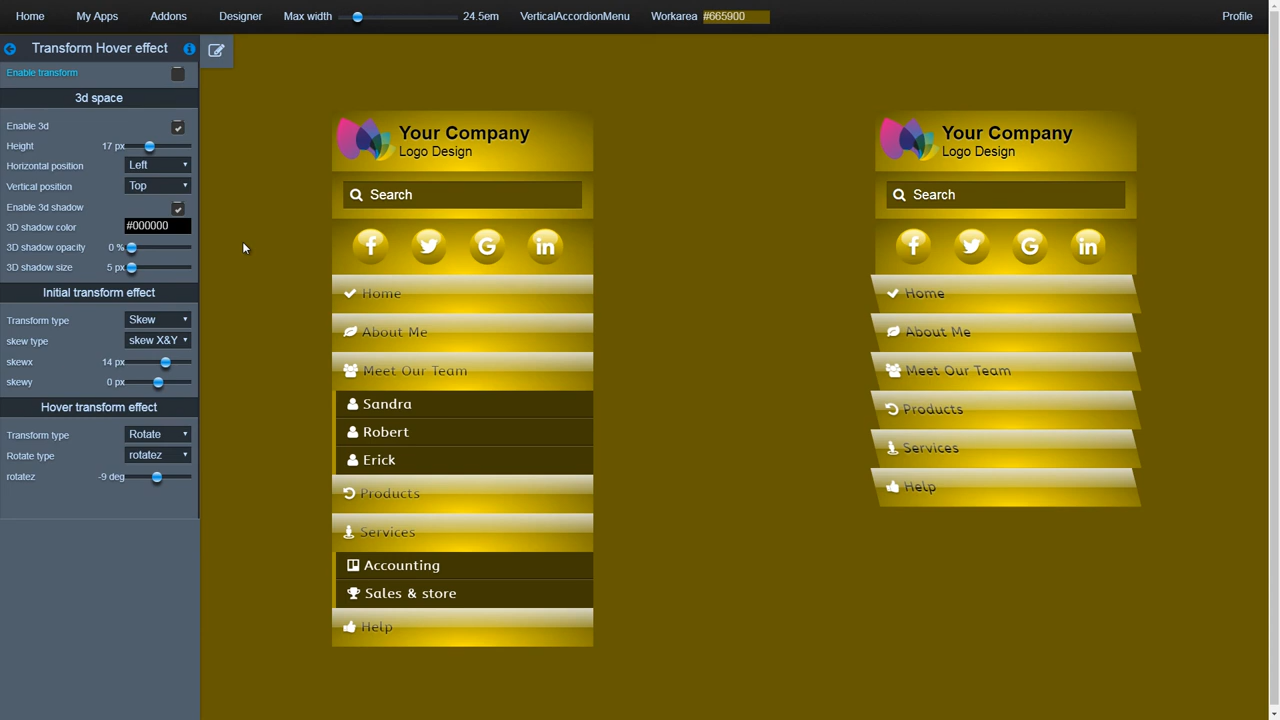 Home My Apps Addons Designer Max width 24.5em VerticalAccordionMenu Workarea #665900 Profile
Transform Hover effect
Enable transform
3d space
Enable 3d
Height 17 px
Horizontal position Left
Vertical position Top
Enable 3d shadow
3D shadow color #000000
3D shadow opacity 0 %
3D shadow size 5 px
Initial transform effect
Transform type Skew
skew type skew X&Y
skewx 14 px
skewy 0 px
Hover transform effect
Transform type Rotate
Rotate type rotatez
rotatez -9 deg
Your Company
Logo Design
Search
Home
About Me
Meet Our Team
Sandra
Robert
Erick
Products
Services
Accounting
Sales & store
Help
Your Company
Logo Design
Search
Home
About Me
Meet Our Team
Products
Services
Help